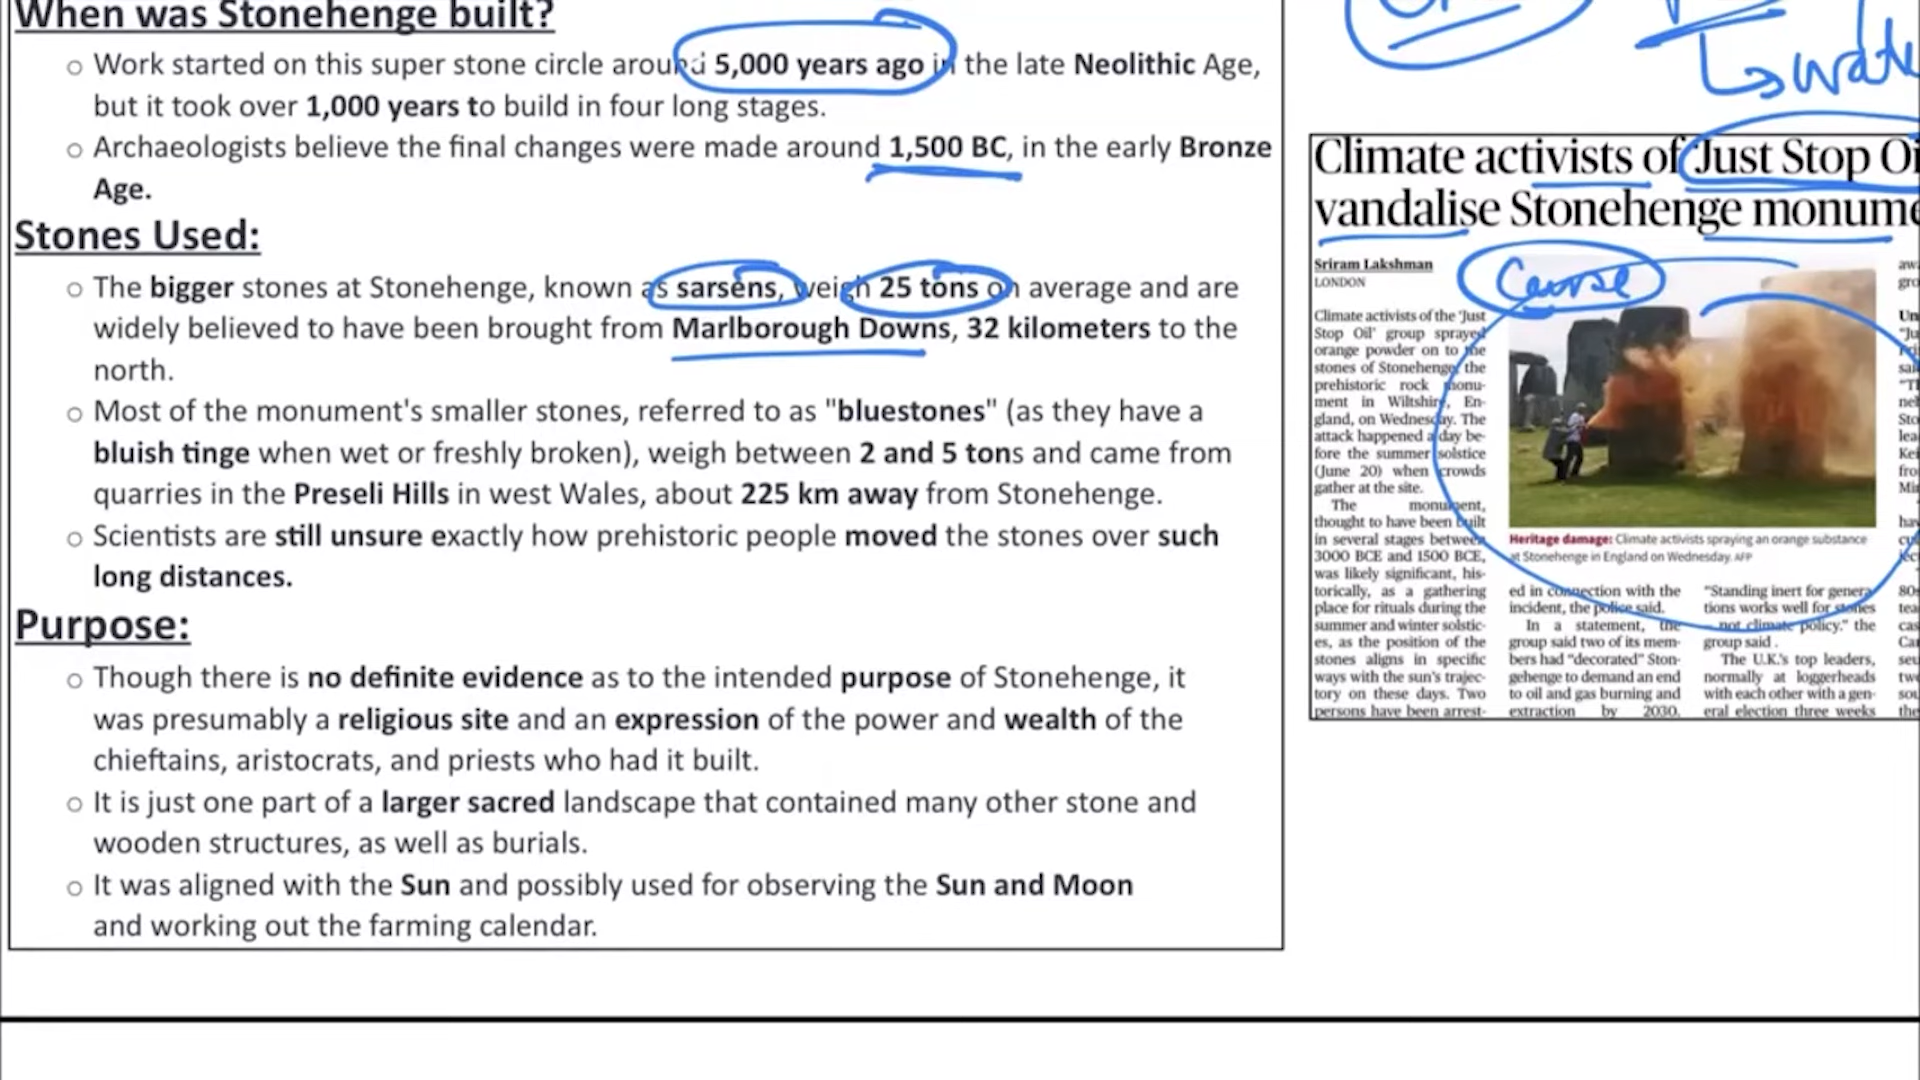 When was Stonehenge built?
○ Work started on this super stone circle around 5,000 years ago in the late Neolithic Age,
but it took over 1,000 years to build in four long stages.
○ Archaeologists believe the final changes were made around 1,500 BC, in the early Bronze
Age.
Stones Used:
○ The bigger stones at Stonehenge, known as sarsens, weigh 25 tons on average and are
widely believed to have been brought from Marlborough Downs, 32 kilometers to the
north.
○ Most of the monument's smaller stones, referred to as "bluestones" (as they have a
bluish tinge when wet or freshly broken), weigh between 2 and 5 tons and came from
quarries in the Preseli Hills in west Wales, about 225 km away from Stonehenge.
○ Scientists are still unsure exactly how prehistoric people moved the stones over such
long distances.
Purpose:
○ Though there is no definite evidence as to the intended purpose of Stonehenge, it
was presumably a religious site and an expression of the power and wealth of the
chieftains, aristocrats, and priests who had it built.
○ It is just one part of a larger sacred landscape that contained many other stone and
wooden structures, as well as burials.
○ It was aligned with the Sun and possibly used for observing the Sun and Moon
and working out the farming calendar.
Climate activists of Just Stop Oi
vandalise Stonehenge monume
Sriram Lakshman
LONDON
Cause
Climate activists of the 'Just
Stop Oil' group sprayed
orange powder on to the
stones of Stonehenge, the
prehistoric rock monu-
ment in Wiltshire, En-
gland, on Wednesday. The
attack happened a day be-
fore the summer solstice
(June 20) when crowds
gather at the site.
The monument,
thought to have been built
in several stages between
3000 BCE and 1500 BCE,
was likely significant, his-
torically, as a gathering
place for rituals during the
summer and winter solstic-
es, as the position of the
stones aligns in specific
ways with the sun's trajec-
tory on these days. Two
persons have been arrest-
Heritage damage: Climate activists spraying an orange substance
at Stonehenge in England on Wednesday. AFP
ed in connection with the
incident, the police said.
In a statement, the
group said two of its mem-
bers had "decorated" Ston-
gehenge to demand an end
to oil and gas burning and
extraction by 2030.
"Standing inert for genera-
tions works well for stones
– not climate policy." the
group said .
The U.K.'s top leaders,
normally at loggerheads
with each other with a gen-
eral election three weeks